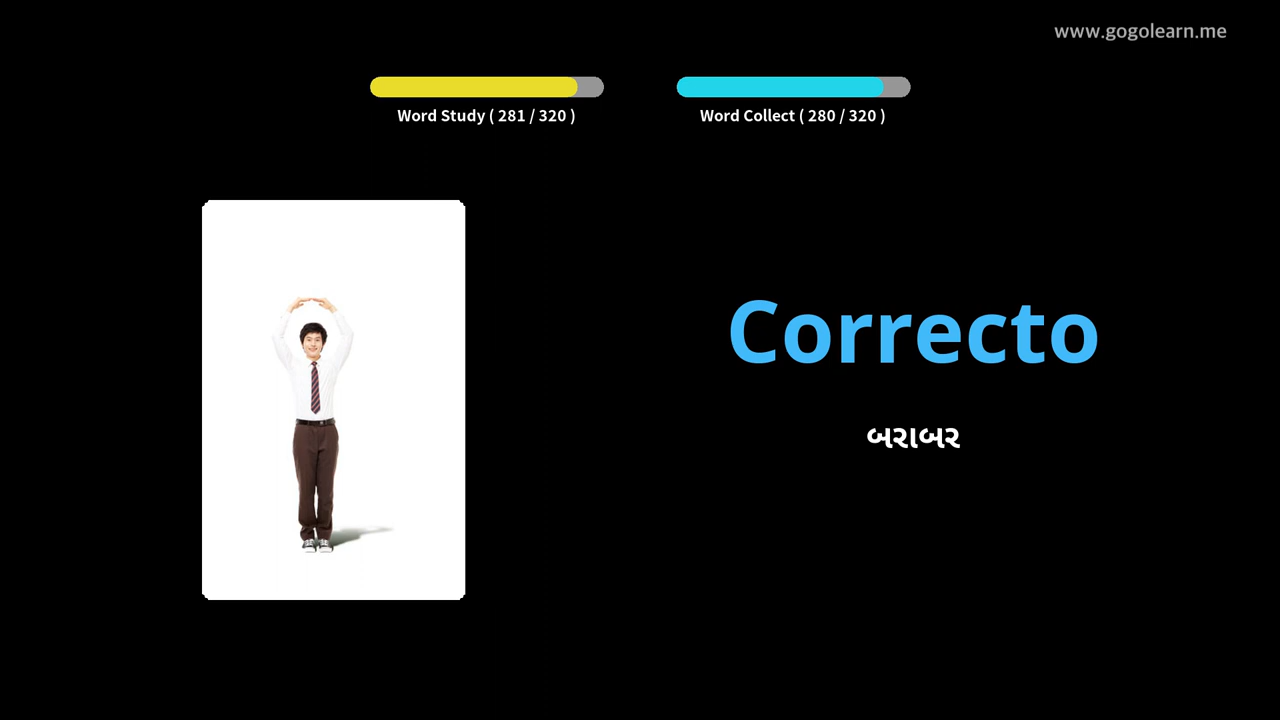 www.gogolearn.me
Word Study ( 281 / 320 )
Word Collect ( 280 / 320 )
Correcto
બરાબર